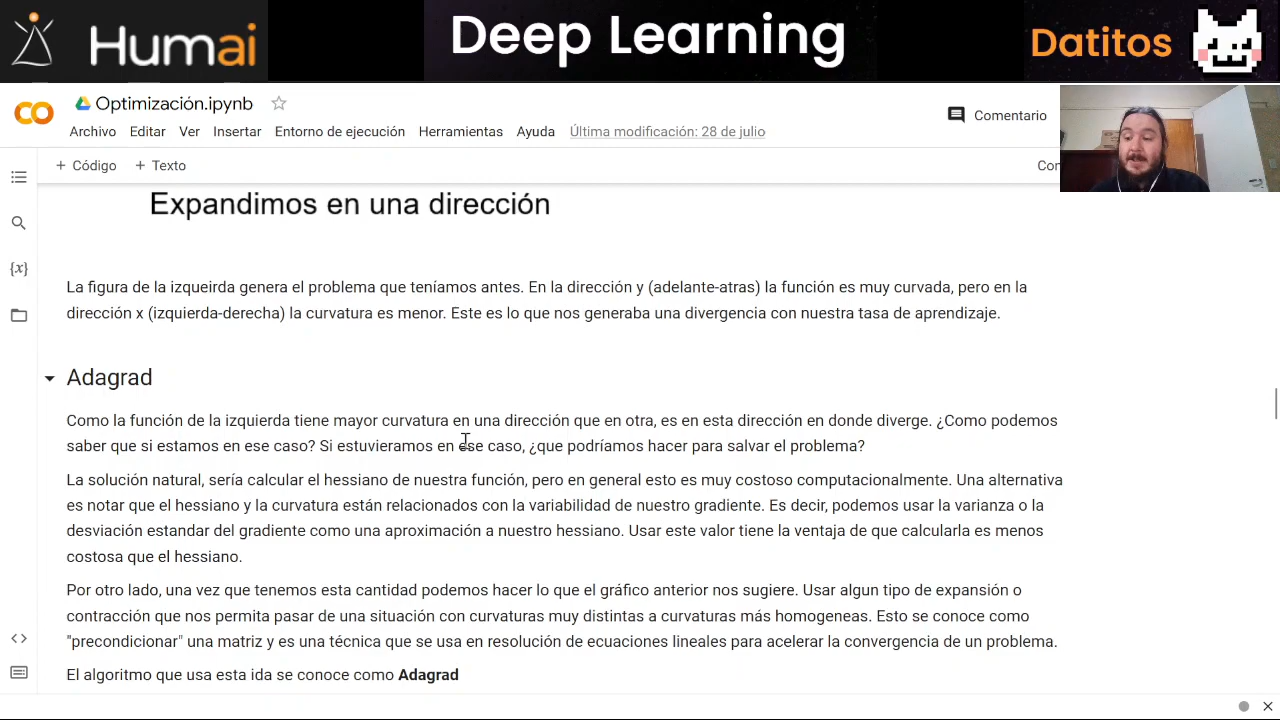 Humai
Deep Learning
Datitos
Optimización.ipynb
Archivo Editar Ver Insertar Entorno de ejecución Herramientas Ayuda Última modificación: 28 de julio
Comentario
+ Código + Texto
Con
Expandimos en una dirección
La figura de la izqueirda genera el problema que teníamos antes. En la dirección y (adelante-atras) la función es muy curvada, pero en la
dirección x (izquierda-derecha) la curvatura es menor. Este es lo que nos generaba una divergencia con nuestra tasa de aprendizaje.
Adagrad
Como la función de la izquierda tiene mayor curvatura en una dirección que en otra, es en esta dirección en donde diverge. ¿Como podemos
saber que si estamos en ese caso? Si estuvieramos en ese caso, ¿que podríamos hacer para salvar el problema?
La solución natural, sería calcular el hessiano de nuestra función, pero en general esto es muy costoso computacionalmente. Una alternativa
es notar que el hessiano y la curvatura están relacionados con la variabilidad de nuestro gradiente. Es decir, podemos usar la varianza o la
desviación estandar del gradiente como una aproximación a nuestro hessiano. Usar este valor tiene la ventaja de que calcularla es menos
costosa que el hessiano.
Por otro lado, una vez que tenemos esta cantidad podemos hacer lo que el gráfico anterior nos sugiere. Usar algun tipo de expansión o
contracción que nos permita pasar de una situación con curvaturas muy distintas a curvaturas más homogeneas. Esto se conoce como
"precondicionar" una matriz y es una técnica que se usa en resolución de ecuaciones lineales para acelerar la convergencia de un problema.
El algoritmo que usa esta ida se conoce como Adagrad